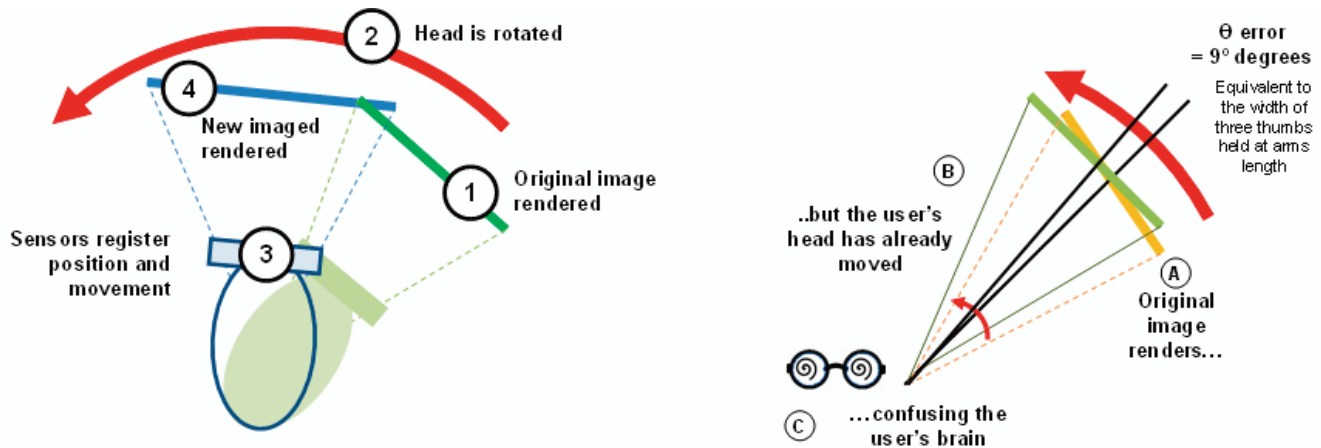 2
Head is rotated
4
New imaged
rendered
1
Original image
rendered
3
Sensors register
position and
movement
Θ error
= 9° degrees
Equivalent to
the width of
three thumbs
held at arms
length
B
..but the user's
head has already
moved
A
Original
image
renders...
C
...confusing the
user's brain